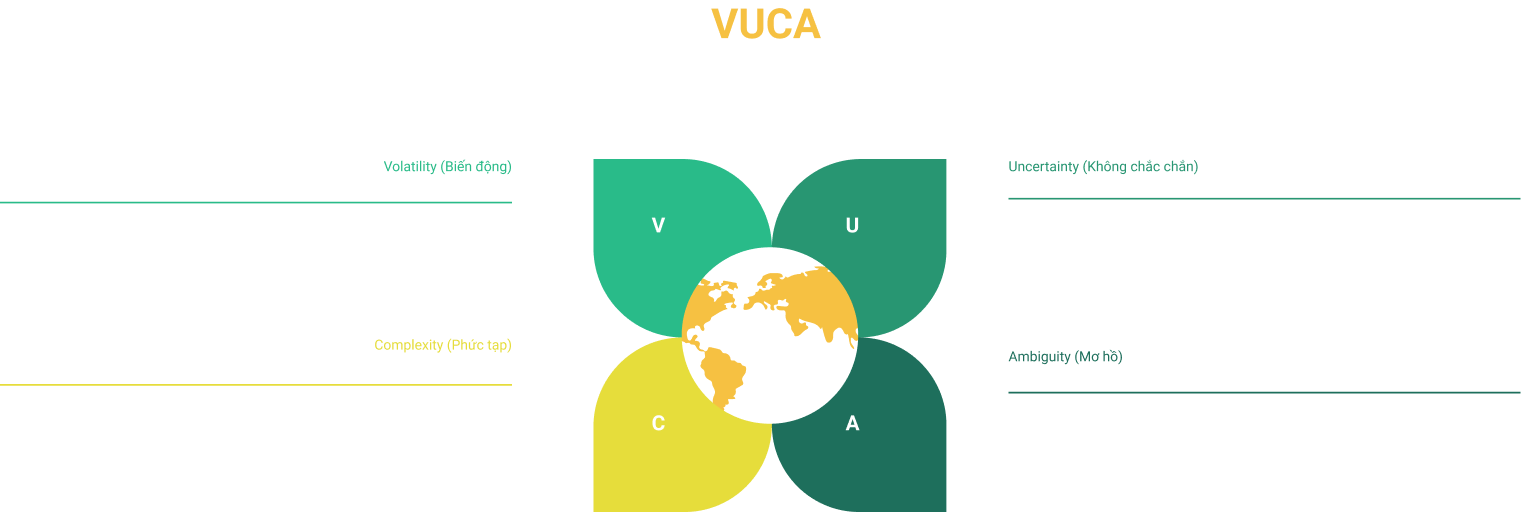 VUCA
Volatility (Biến động)
Uncertainty (Không chắc chắn)
V
U
Complexity (Phức tạp)
Ambiguity (Mơ hồ)
C
A